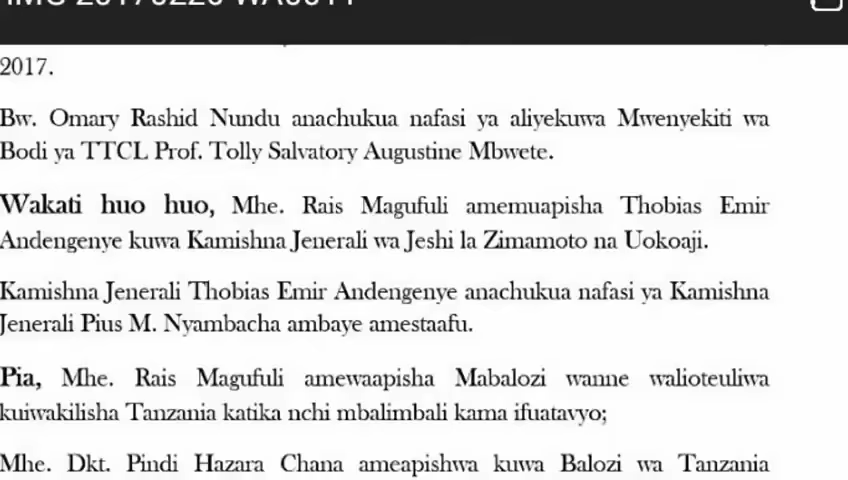 2017.
Bw. Omary Rashid Nundu anachukua nafasi ya aliyekuwa Mwenyekiti wa
Bodi ya TTCL Prof. Tolly Salvatory Augustine Mbwete.
Wakati huo huo, Mhe. Rais Magufuli amemuapisha Thobias Emir
Andengenye kuwa Kamishna Jenerali wa Jeshi la Zimamoto na Uokoaji.
Kamishna Jenerali Thobias Emir Andengenye anachukua nafasi ya Kamishna
Jenerali Pius M. Nyambacha ambaye amestaafu.
Pia, Mhe. Rais Magufuli amewaapisha Mabalozi wanne walioteuliwa
kuiwakilisha Tanzania katika nchi mbalimbali kama ifuatavyo;
Mhe. Dkt. Pindi Hazara Chana ameapishwa kuwa Balozi wa Tanzania